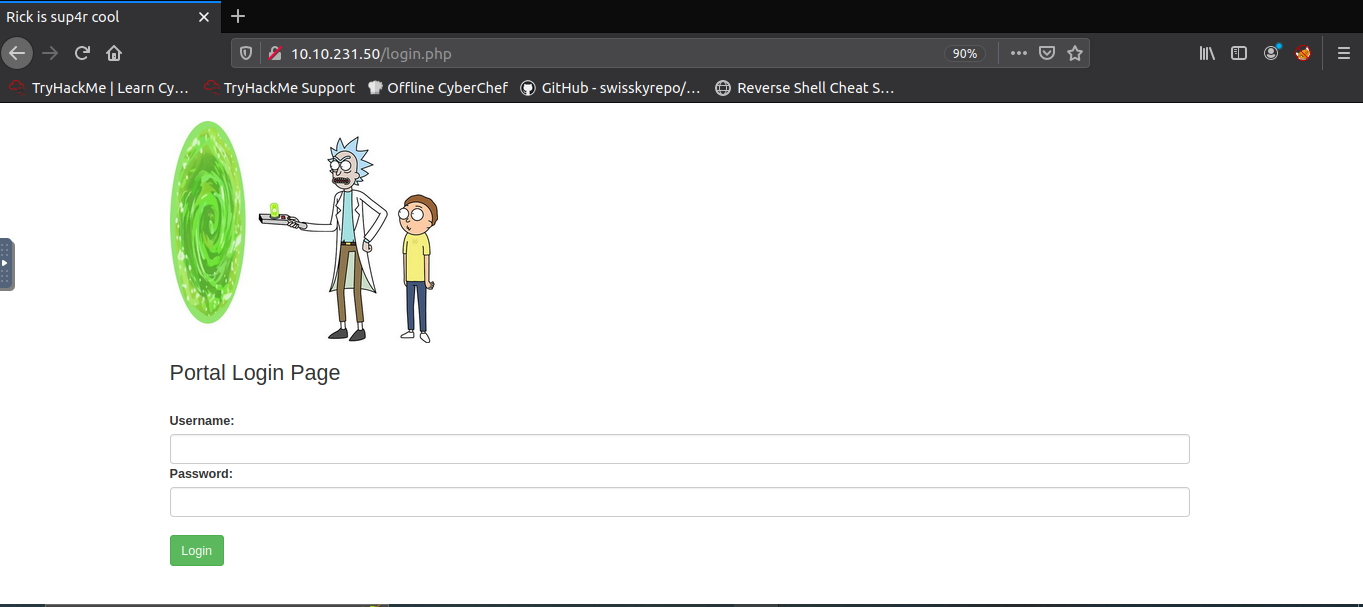 Rick is sup4r cool
10.10.231.50/login.php
90%
TryHackMe | Learn Cy...
TryHackMe Support
Offline CyberChef
GitHub - swisskyrepo/...
Reverse Shell Cheat S...
Portal Login Page
Username:
Password:
Login